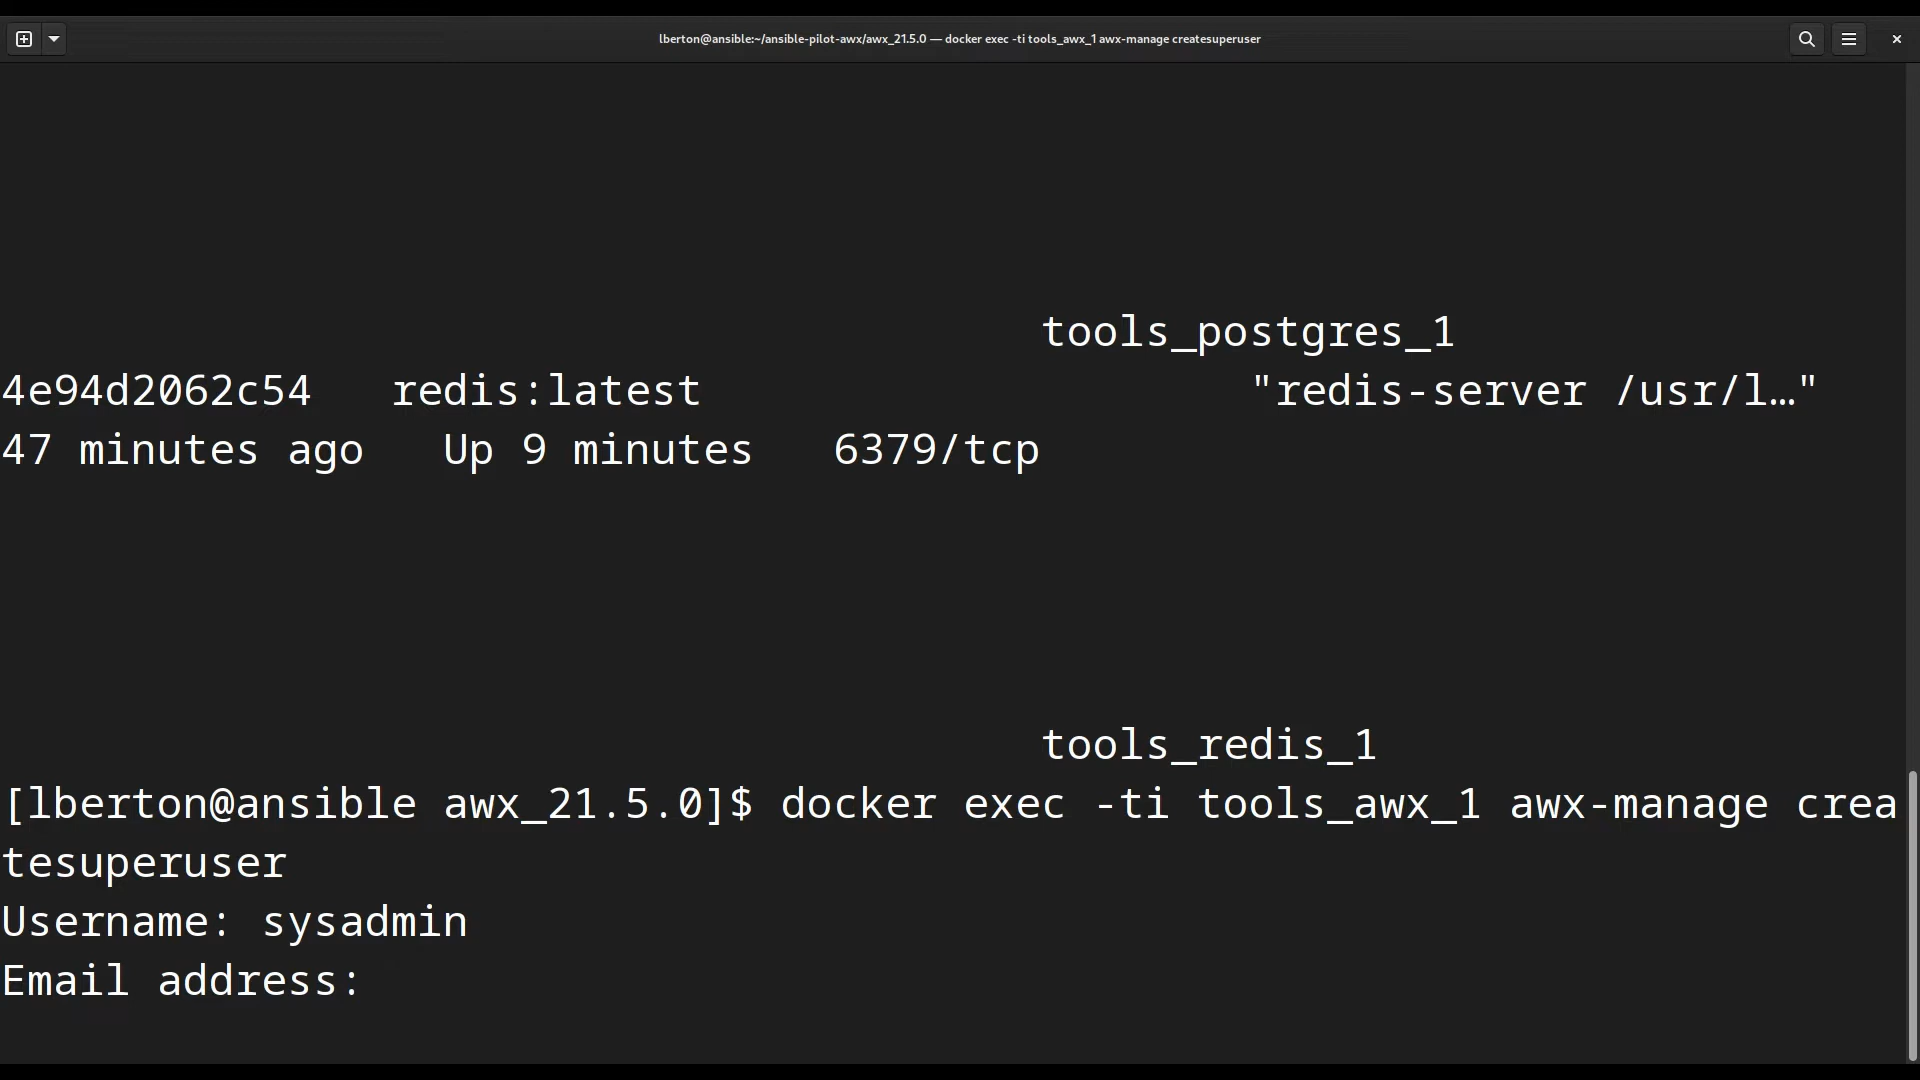 lberton@ansible:~/ansible-pilot-awx/awx_21.5.0 — docker exec -ti tools_awx_1 awx-manage createsuperuser
tools_postgres_1
4e94d2062c54   redis:latest                     "redis-server /usr/l…"
47 minutes ago   Up 9 minutes   6379/tcp
tools_redis_1
[lberton@ansible awx_21.5.0]$ docker exec -ti tools_awx_1 awx-manage crea
tesuperuser
Username: sysadmin
Email address: